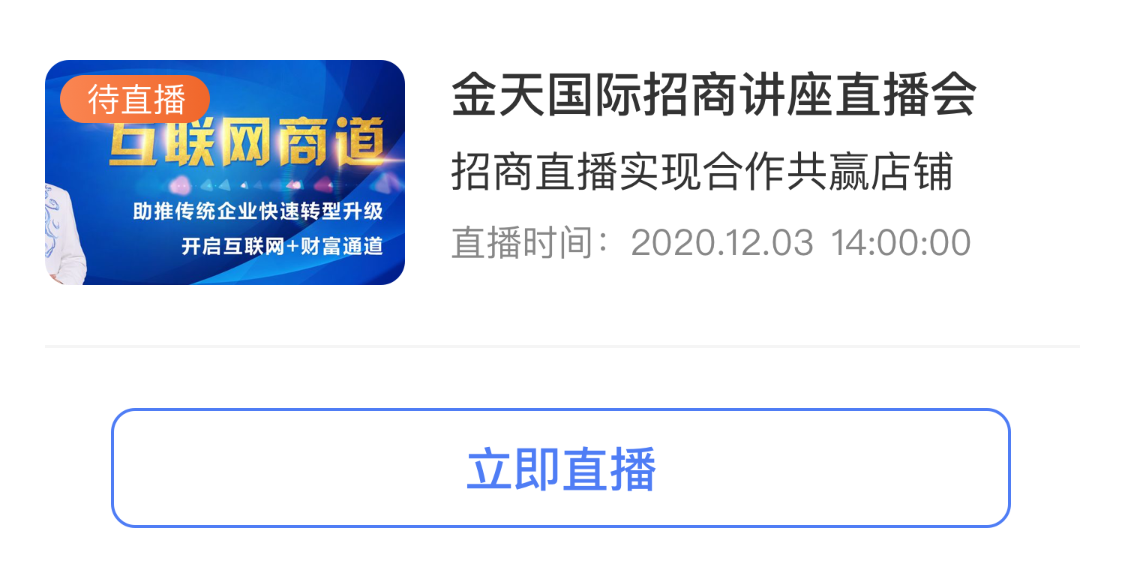 待直播
互联网商道
助推传统企业快速转型升级
开启互联网+财富通道
金天国际招商讲座直播会
招商直播实现合作共赢店铺
直播时间：2020.12.03 14:00:00
立即直播